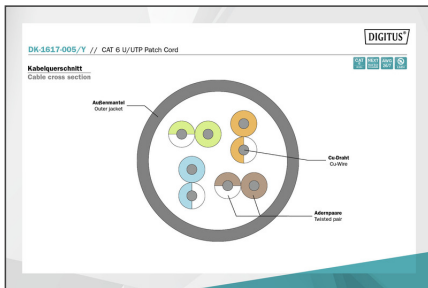 DIGITUS®
DK-1617-005/Y // CAT 6 U/UTP Patch Cord
Kabelquerschnitt
Cable cross section
Außenmantel
Outer jacket
Cu-Draht
Cu-Wire
Adernpaare
Twisted pair